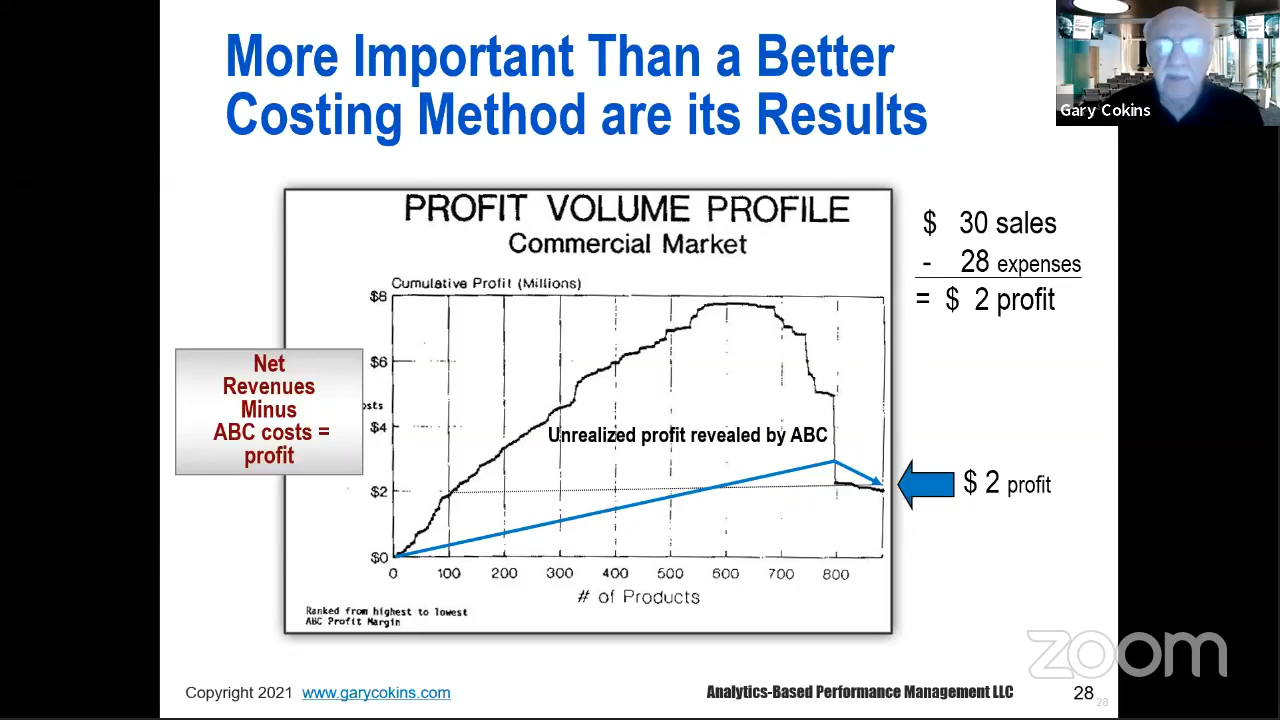 More Important Than a Better
Costing Method are its Results
Gary Cokins
PROFIT VOLUME PROFILE
Commercial Market
Cumulative Profit (Millions)
$8
$6
$4
$2
$0
osts
0 100 200 300 400 500 600 700 800
# of Products
Ranked from highest to lowest
ABC Profit Margin
Unrealized profit revealed by ABC
Net
Revenues
Minus
ABC costs =
profit
$ 30 sales
- 28 expenses
= $ 2 profit
$ 2 profit
zoom
Copyright 2021 www.garycokins.com
Analytics-Based Performance Management LLC
28
28